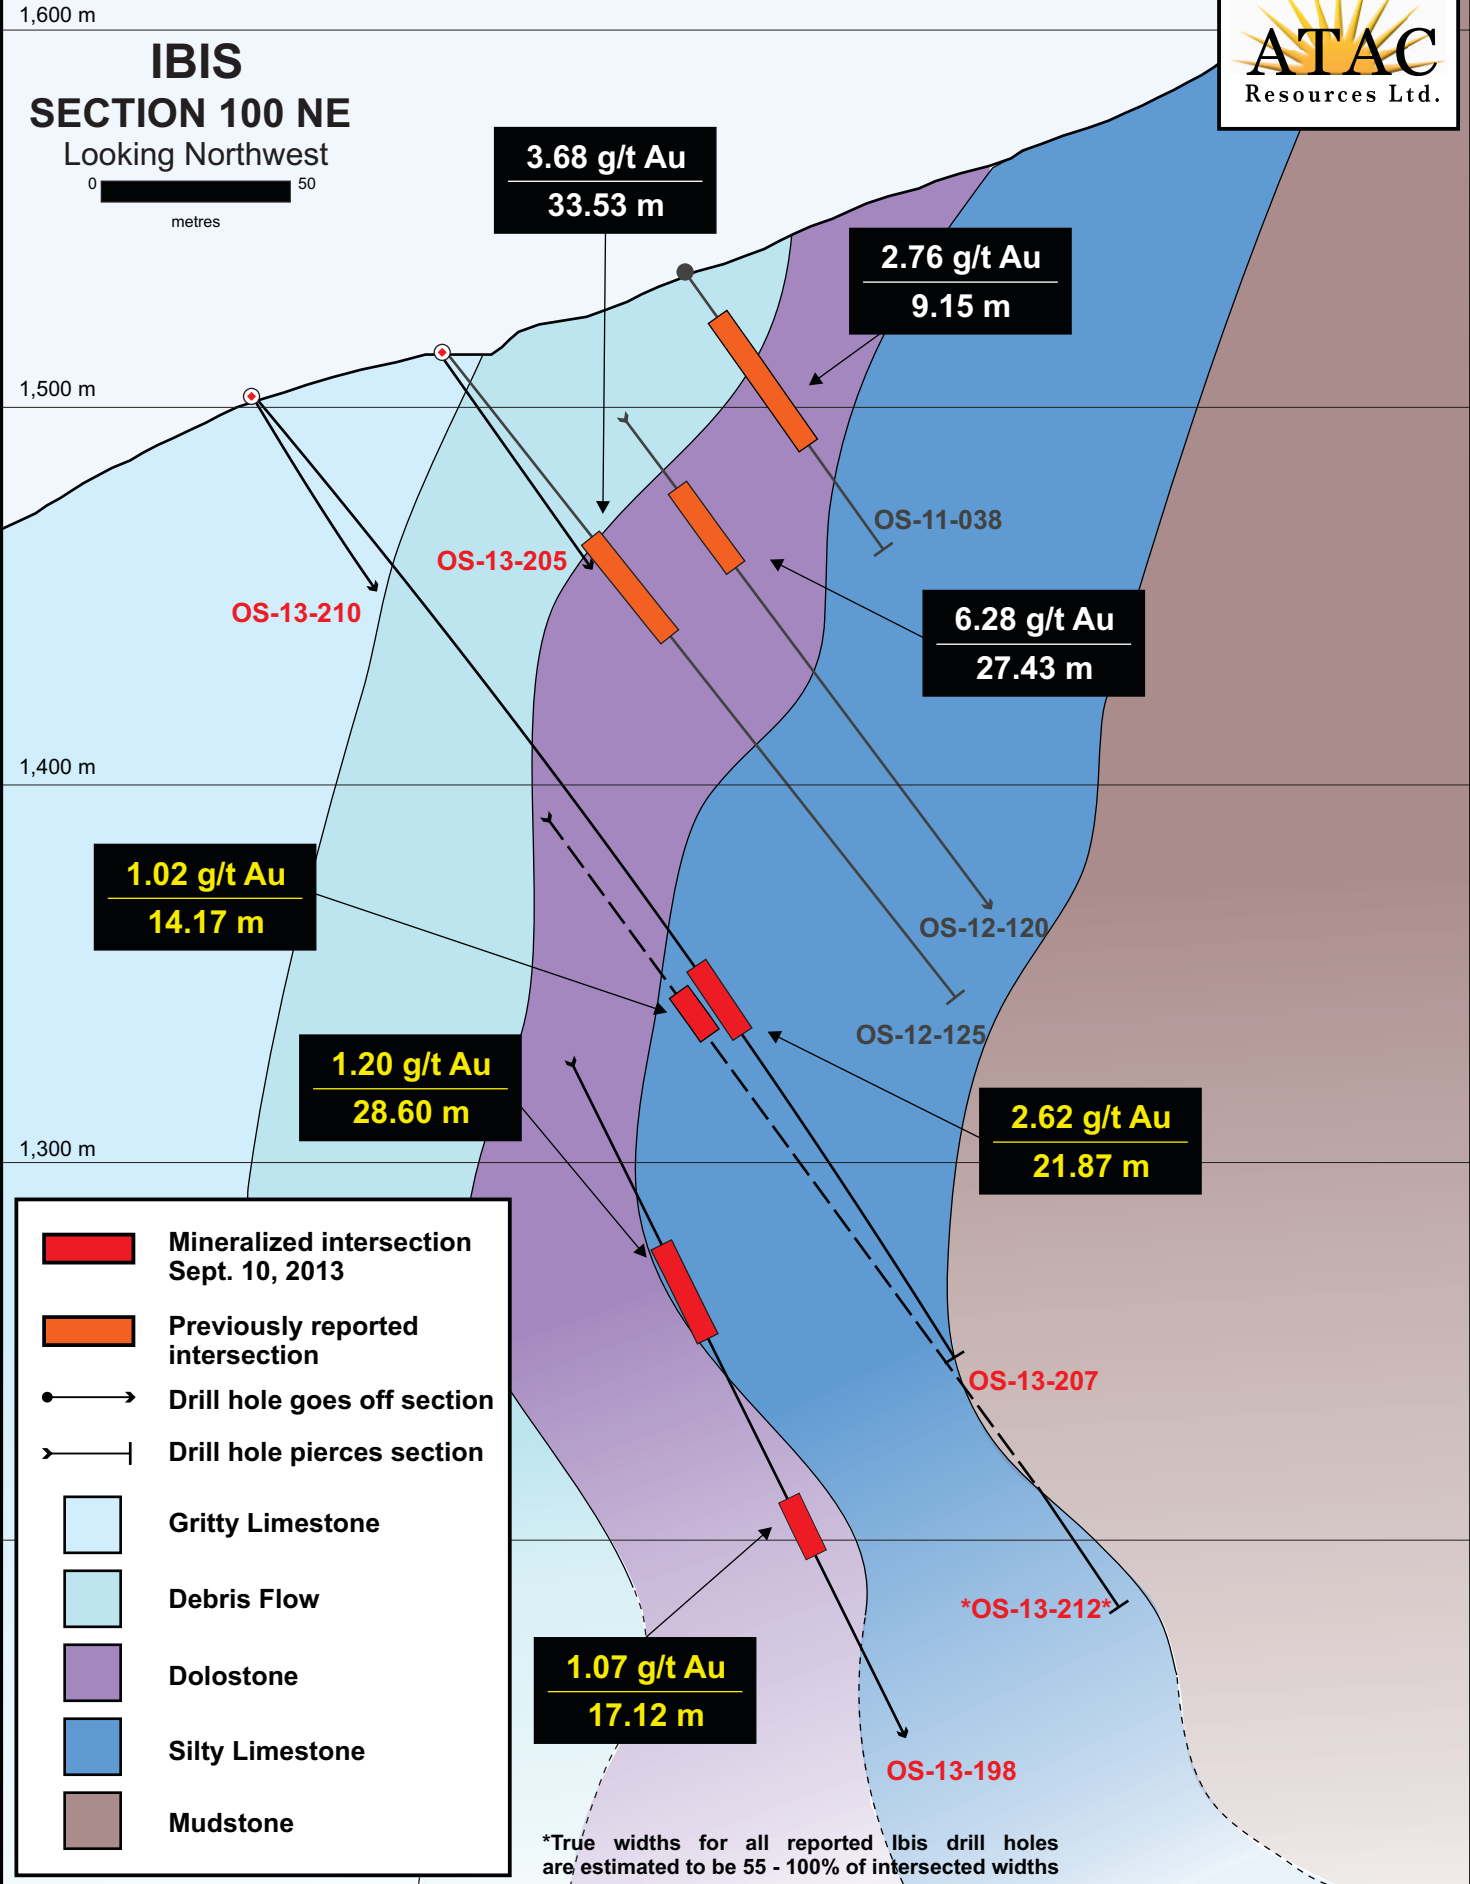 1,600 m
IBIS
SECTION 100 NE
Looking Northwest
0 50
metres
ATAC
Resources Ltd.
3.68 g/t Au
33.53 m
2.76 g/t Au
9.15 m
1,500 m
OS-11-038
OS-13-205
OS-13-210
6.28 g/t Au
27.43 m
1,400 m
1.02 g/t Au
14.17 m
OS-12-120
OS-12-125
1.20 g/t Au
28.60 m
2.62 g/t Au
21.87 m
1,300 m
Mineralized intersection
Sept. 10, 2013
Previously reported
intersection
Drill hole goes off section
Drill hole pierces section
Gritty Limestone
Debris Flow
Dolostone
Silty Limestone
Mudstone
OS-13-207
*OS-13-212*
1.07 g/t Au
17.12 m
OS-13-198
*True widths for all reported Ibis drill holes
are estimated to be 55 - 100% of intersected widths